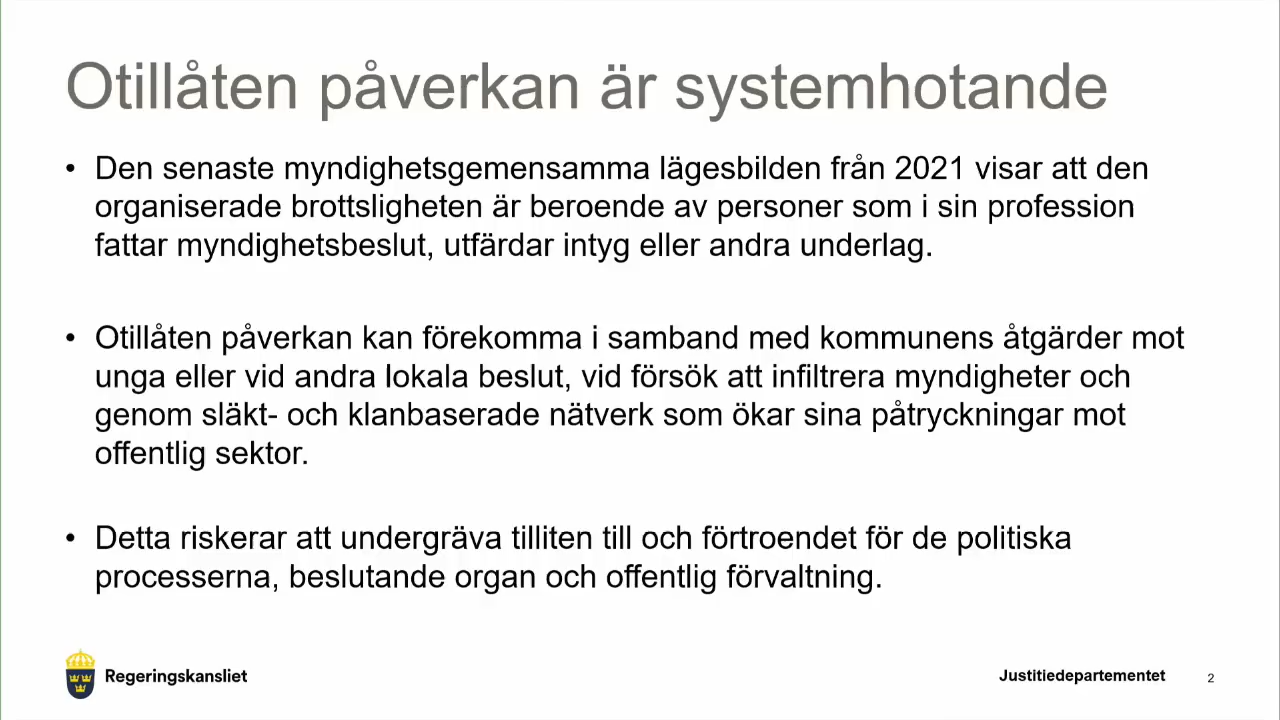 Otillåten påverkan är systemhotande
• Den senaste myndighetsgemensamma lägesbilden från 2021 visar att den
organiserade brottsligheten är beroende av personer som i sin profession
fattar myndighetsbeslut, utfärdar intyg eller andra underlag.
• Otillåten påverkan kan förekomma i samband med kommunens åtgärder mot
unga eller vid andra lokala beslut, vid försök att infiltrera myndigheter och
genom släkt- och klanbaserade nätverk som ökar sina påtryckningar mot
offentlig sektor.
• Detta riskerar att undergräva tilliten till och förtroendet för de politiska
processerna, beslutande organ och offentlig förvaltning.
Regeringskansliet
Justitiedepartementet 2